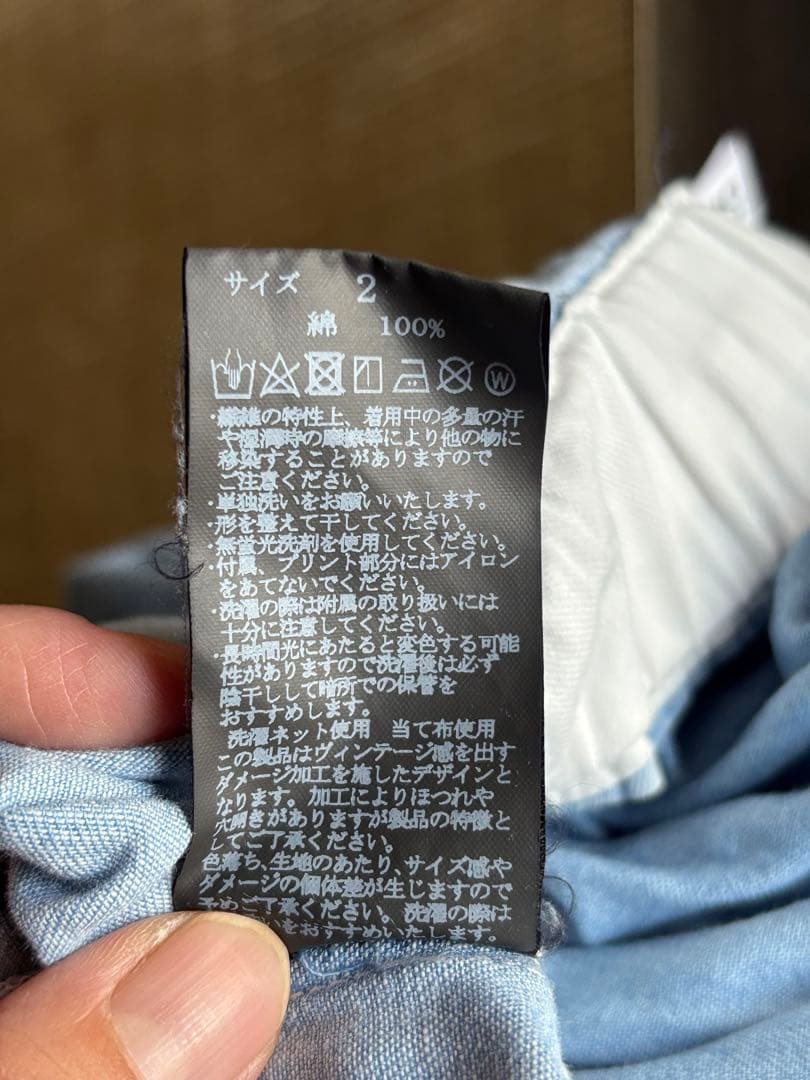 サイズ 2
綿 100%
W
・繊維の特性上、着用中の多量の汗
や湿潤時の摩擦等により他の物に
移染することがありますので
ご注意ください。
・単独洗いをお願いいたします。
・形を整えて干してください。
・無蛍光洗剤を使用してください。
・付属、プリント部分にはアイロン
をあてないでください。
・洗濯の際は附属の取り扱いには
十分に注意してください。
・長時間光にあたると変色する可能
性がありますので洗濯後は必ず
陰干しして暗所での保管を
おすすめします。
洗濯ネット使用 当て布使用
この製品はヴィンテージ感を出す
ダメージ加工を施したデザインと
なります。加工によりほつれや
穴開きがありますが製品の特徴と
してご了承ください。
色落ち、生地のあたり、サイズ感や
ダメージの個体差が生じますので
予めご了承ください。洗濯の際は
をおすすめいたします。